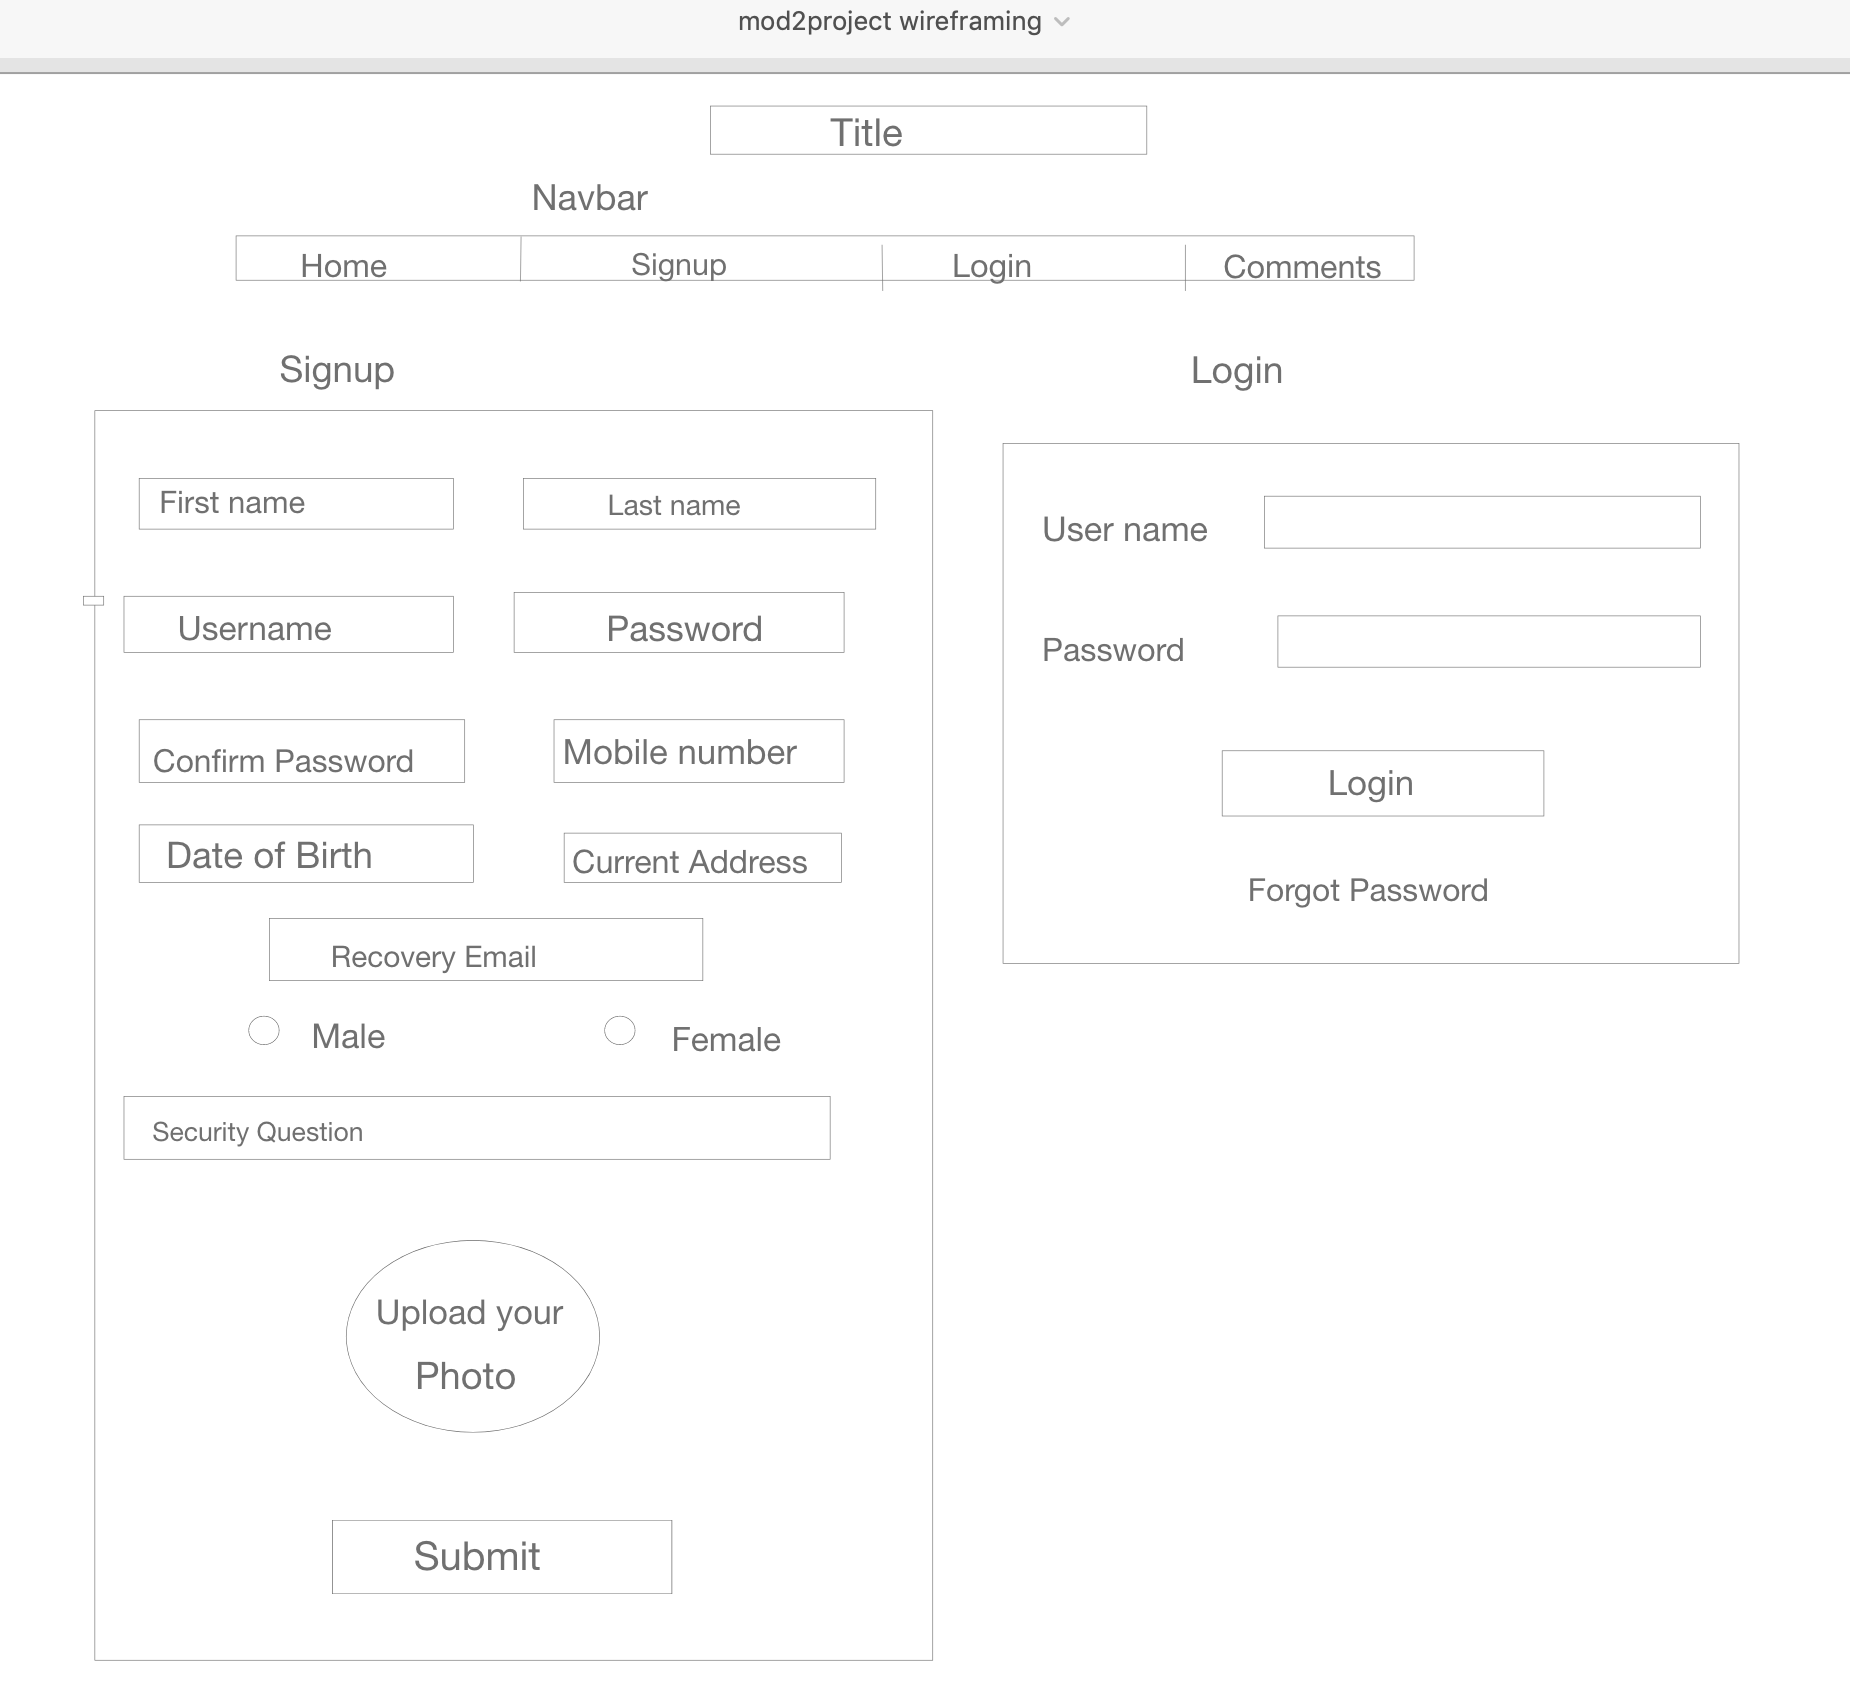 mod2project wireframing
Title
Navbar
Home Signup Login Comments
Signup
First name Last name
Username Password
Confirm Password Mobile number
Date of Birth Current Address
Recovery Email
Male Female
Security Question
Upload your
Photo
Submit
Login
User name
Password
Login
Forgot Password